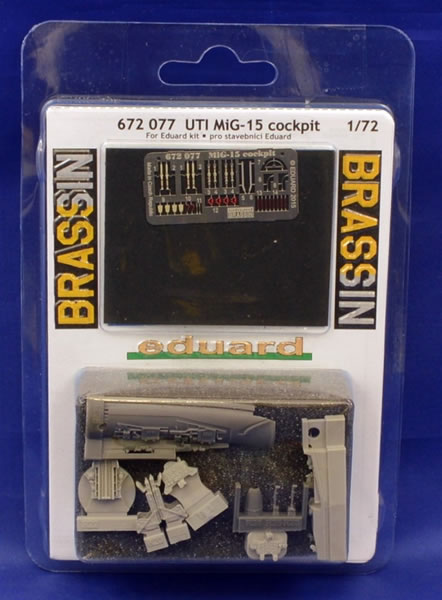 672 077 UTI MiG-15 cockpit 1/72
For Eduard kit • pro stavebnici Eduard
672 077 MiG-15 cockpit
© EDUARD
BRASSIN
BRASSIN
eduard